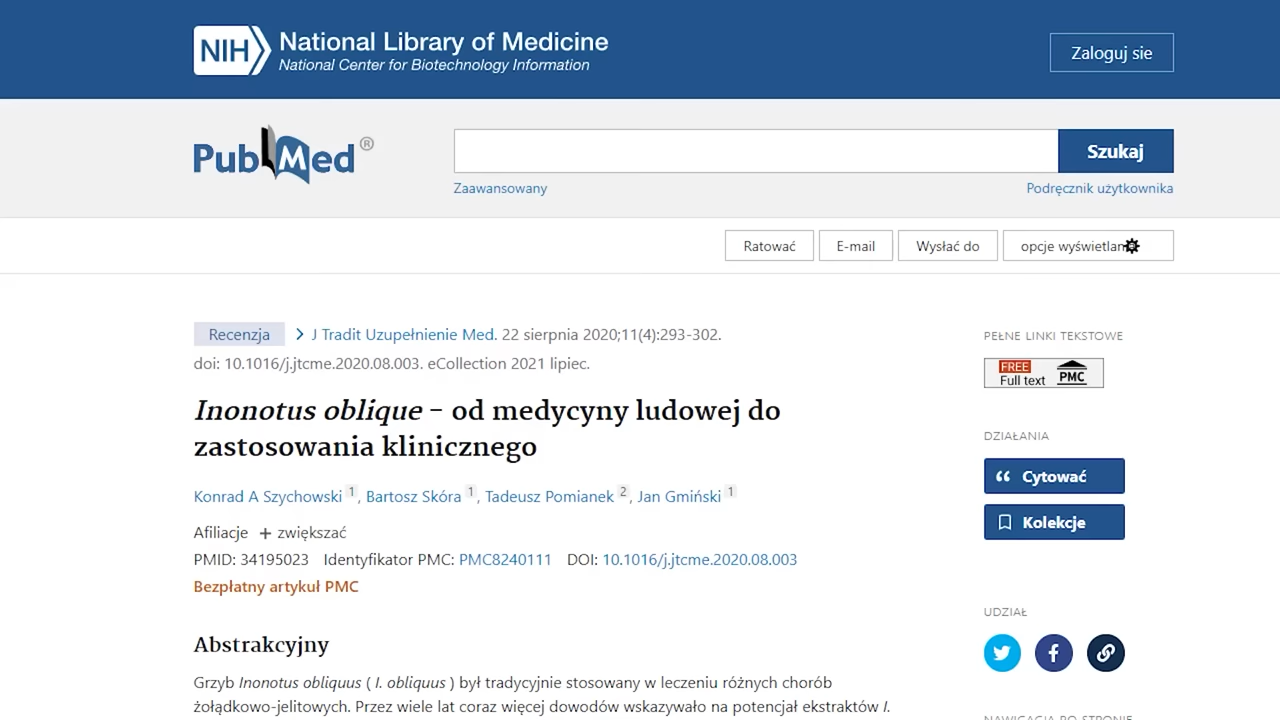 NIH National Library of Medicine
National Center for Biotechnology Information
Zaloguj sie
PubMed®
Szukaj
Zaawansowany
Podręcznik użytkownika
Ratować
E-mail
Wysłać do
opcje wyświetlan
Recenzja
J Tradit Uzupełnienie Med. 22 sierpnia 2020;11(4):293-302.
doi: 10.1016/j.jtcme.2020.08.003. eCollection 2021 lipiec.
Inonotus oblique - od medycyny ludowej do
zastosowania klinicznego
Konrad A Szychowski 1, Bartosz Skóra 1, Tadeusz Pomianek 2, Jan Gmiński 1
Afiliacje + zwiększać
PMID: 34195023 Identyfikator PMC: PMC8240111 DOI: 10.1016/j.jtcme.2020.08.003
Bezpłatny artykuł PMC
Abstrakcyjny
Grzyb Inonotus obliquus ( I. obliquus ) był tradycyjnie stosowany w leczeniu różnych chorób
żołądkowo-jelitowych. Przez wiele lat coraz więcej dowodów wskazywało na potencjał ekstraktów I.
PEŁNE LINKI TEKSTOWE
FREE
Full text PMC
DZIAŁANIA
Cytować
Kolekcje
UDZIAŁ
NAWIGACJA PO STRONIE